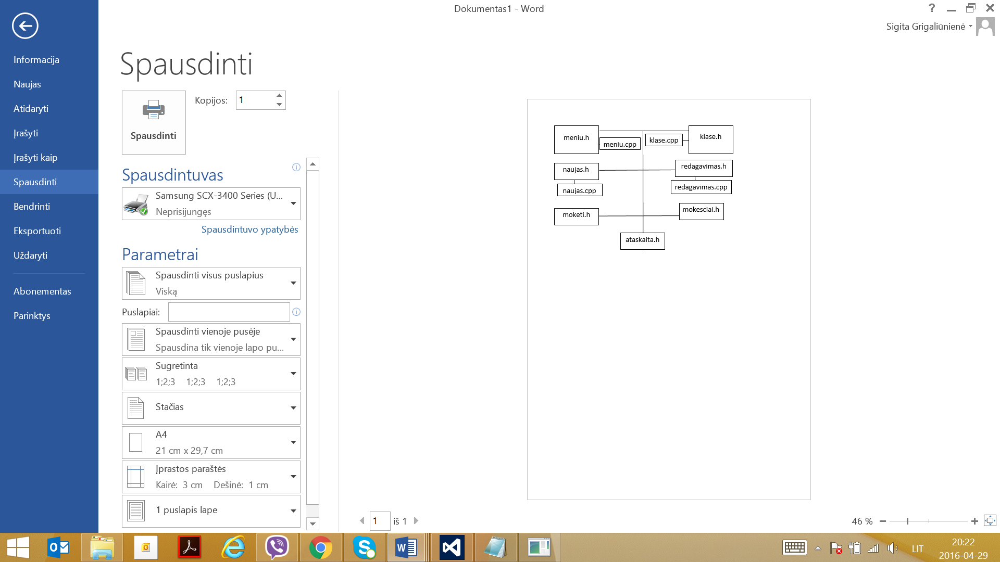 Dokumentas1 - Word
?
Sigita Grigaliūnienė
Informacija
Naujas
Atidaryti
Įrašyti
Įrašyti kaip
Spausdinti
Bendrinti
Eksportuoti
Uždaryti
Abonementas
Parinktys
Spausdinti
Spausdinti
Kopijos: 1
Spausdintuvas
Samsung SCX-3400 Series (U...
Neprisijungęs
Spausdintuvo ypatybės
Parametrai
Spausdinti visus puslapius
Viską
Puslapiai:
Spausdinti vienoje pusėje
Spausdina tik vienoje lapo pu...
Sugretinta
1;2;3 1;2;3 1;2;3
Stačias
A4
21 cm x 29,7 cm
Įprastos paraštės
Kairė: 3 cm Dešinė: 1 cm
1 puslapis lape
meniu.h
meniu.cpp
klase.cpp
klase.h
naujas.h
naujas.cpp
redagavimas.h
redagavimas.cpp
moketi.h
mokesciai.h
ataskaita.h
1 iš 1
46 %
LIT
20:22
2016-04-29